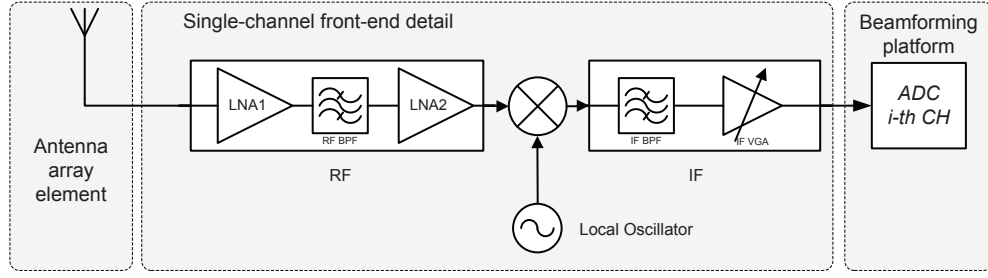 Single-channel front-end detail
Beamforming
platform
LNA1
LNA2
RF BPF
IF BPF
IF VGA
ADC
i-th CH
Antenna
array
element
RF
IF
Local Oscillator